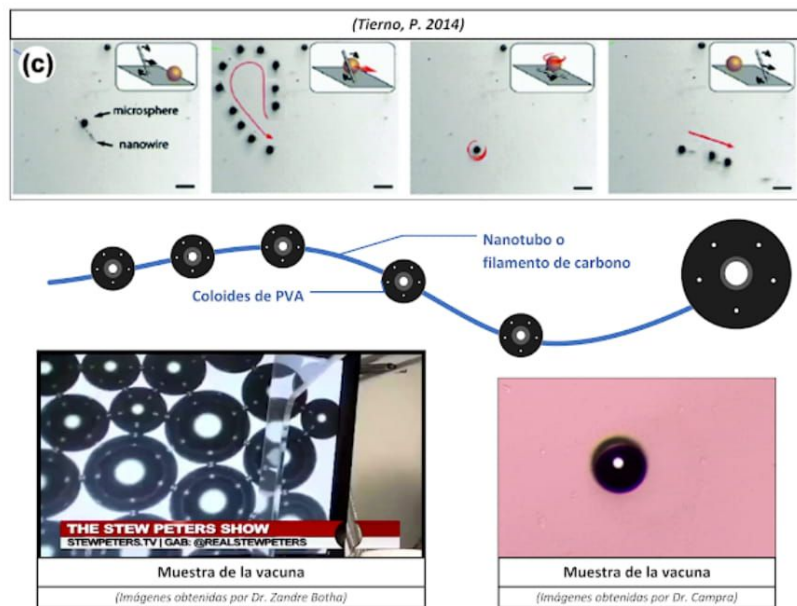 (Tierno, P. 2014)
(c)
microsphere
nanowire
Nanotubo o
filamento de carbono
Coloides de PVA
THE STEW PETERS SHOW
STEWPETERS.TV | GAB: @REALSTEWPETERS
Muestra de la vacuna
(Imágenes obtenidas por Dr. Zandre Botha)
Muestra de la vacuna
(Imágenes obtenidas por Dr. Campra)